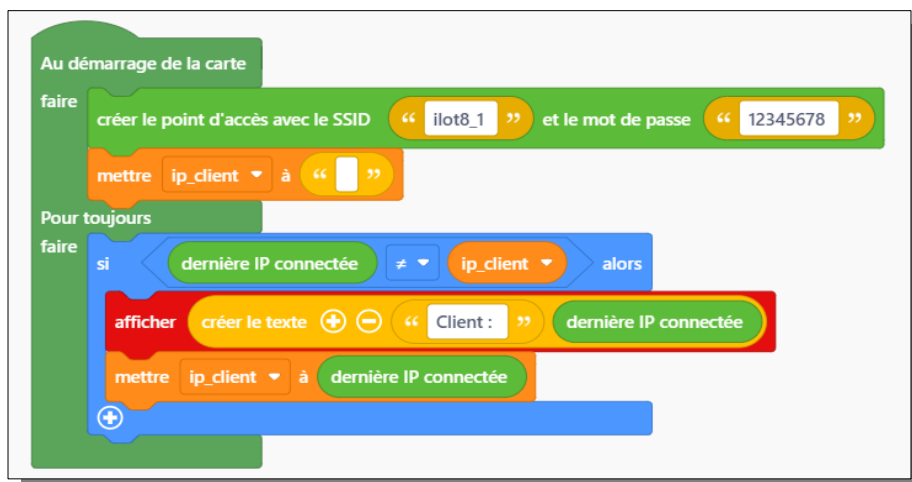 Au démarrage de la carte
faire
créer le point d'accès avec le SSID “ ilot8_1 ” et le mot de passe “ 12345678 ”
mettre ip_client à “ ”
Pour toujours
faire
si dernière IP connectée ≠ ip_client alors
afficher créer le texte + − “ Client : ” dernière IP connectée
mettre ip_client à dernière IP connectée
+